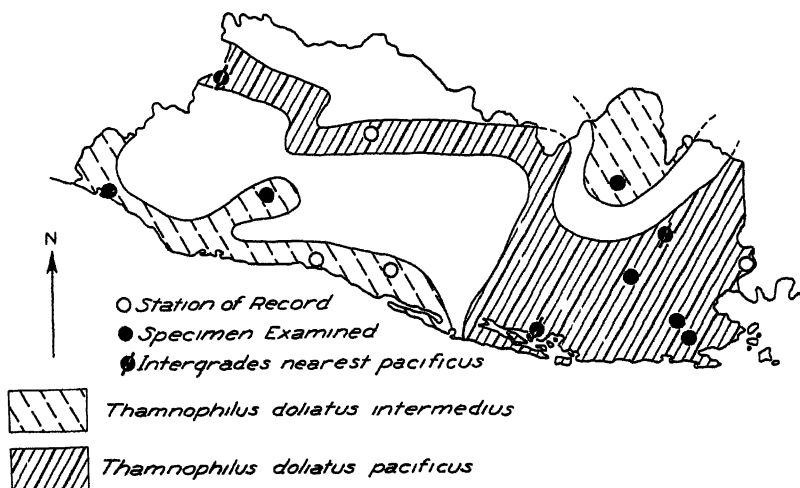 N
Station of Record
Specimen Examined
Intergrades nearest pacificus
Thamnophilus doliatus intermedius
Thamnophilus doliatus pacificus